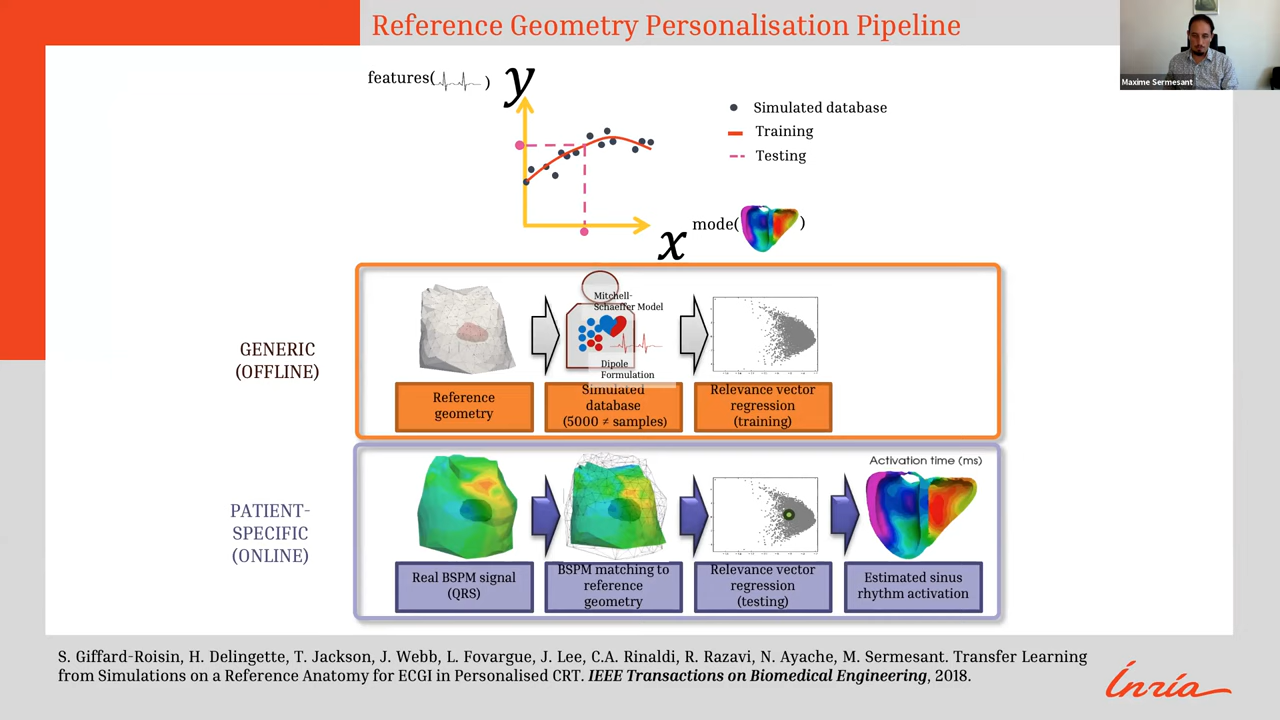 Reference Geometry Personalisation Pipeline
Maxime Sermesant
features( )
y
Simulated database
Training
Testing
x
mode( )
GENERIC
(OFFLINE)
Mitchell-
Schaeffer Model
Dipole
Formulation
Reference
geometry
Simulated
database
(5000 ≠ samples)
Relevance vector
regression
(training)
PATIENT-
SPECIFIC
(ONLINE)
Activation time (ms)
Real BSPM signal
(QRS)
BSPM matching to
reference
geometry
Relevance vector
regression
(testing)
Estimated sinus
rhythm activation
S. Giffard-Roisin, H. Delingette, T. Jackson, J. Webb, L. Fovargue, J. Lee, C.A. Rinaldi, R. Razavi, N. Ayache, M. Sermesant. Transfer Learning
from Simulations on a Reference Anatomy for ECGI in Personalised CRT. IEEE Transactions on Biomedical Engineering, 2018.
Inria